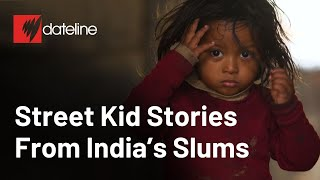 dateline
Street Kid Stories
From India's Slums